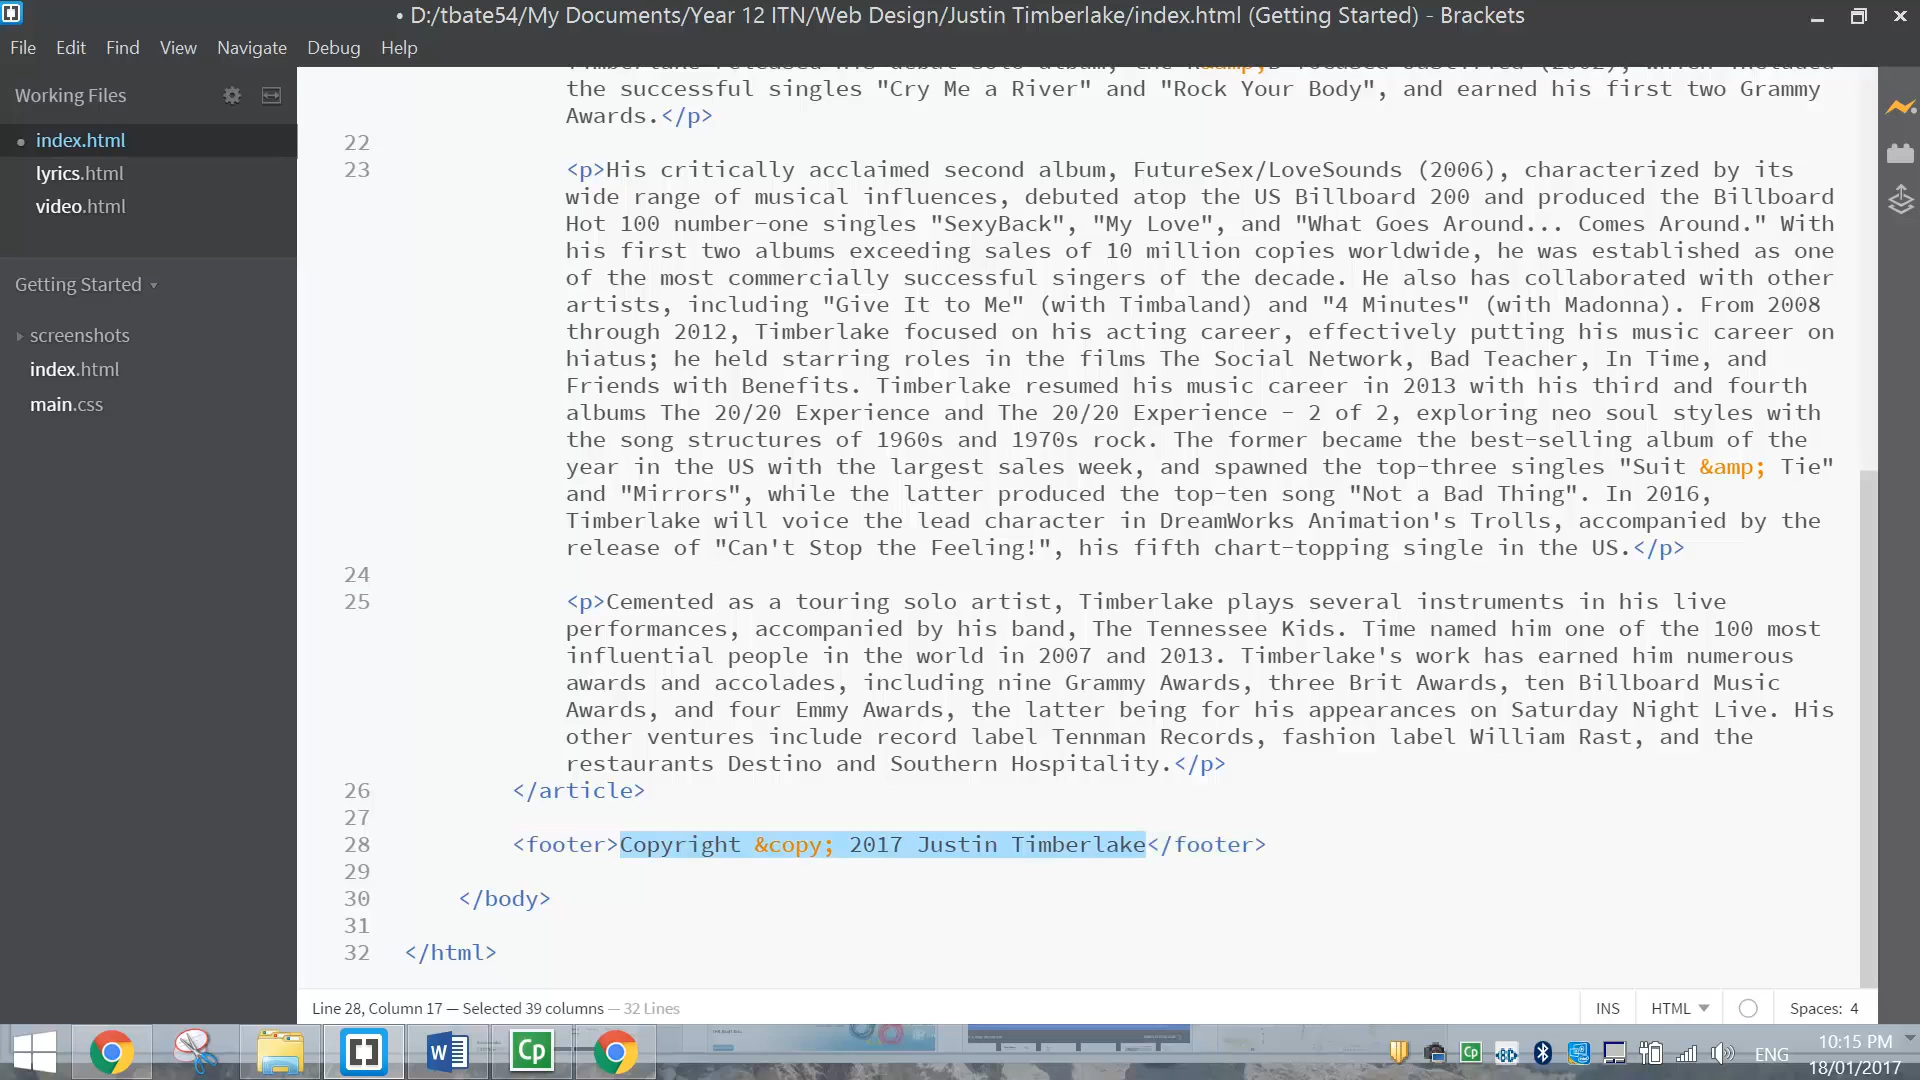 • D:/tbate54/My Documents/Year 12 ITN/Web Design/Justin Timberlake/index.html (Getting Started) - Brackets
File Edit Find View Navigate Debug Help
Working Files
index.html
lyrics.html
video.html
Getting Started
screenshots
index.html
main.css
the successful singles "Cry Me a River" and "Rock Your Body", and earned his first two Grammy
Awards.</p>
22
23 <p>His critically acclaimed second album, FutureSex/LoveSounds (2006), characterized by its
wide range of musical influences, debuted atop the US Billboard 200 and produced the Billboard
Hot 100 number-one singles "SexyBack", "My Love", and "What Goes Around... Comes Around." With
his first two albums exceeding sales of 10 million copies worldwide, he was established as one
of the most commercially successful singers of the decade. He also has collaborated with other
artists, including "Give It to Me" (with Timbaland) and "4 Minutes" (with Madonna). From 2008
through 2012, Timberlake focused on his acting career, effectively putting his music career on
hiatus; he held starring roles in the films The Social Network, Bad Teacher, In Time, and
Friends with Benefits. Timberlake resumed his music career in 2013 with his third and fourth
albums The 20/20 Experience and The 20/20 Experience – 2 of 2, exploring neo soul styles with
the song structures of 1960s and 1970s rock. The former became the best-selling album of the
year in the US with the largest sales week, and spawned the top-three singles "Suit &amp; Tie"
and "Mirrors", while the latter produced the top-ten song "Not a Bad Thing". In 2016,
Timberlake will voice the lead character in DreamWorks Animation's Trolls, accompanied by the
release of "Can't Stop the Feeling!", his fifth chart-topping single in the US.</p>
24
25 <p>Cemented as a touring solo artist, Timberlake plays several instruments in his live
performances, accompanied by his band, The Tennessee Kids. Time named him one of the 100 most
influential people in the world in 2007 and 2013. Timberlake's work has earned him numerous
awards and accolades, including nine Grammy Awards, three Brit Awards, ten Billboard Music
Awards, and four Emmy Awards, the latter being for his appearances on Saturday Night Live. His
other ventures include record label Tennman Records, fashion label William Rast, and the
restaurants Destino and Southern Hospitality.</p>
26 </article>
27
28 <footer>Copyright &copy; 2017 Justin Timberlake</footer>
29
30 </body>
31
32 </html>
Line 28, Column 17 — Selected 39 columns — 32 Lines
INS HTML Spaces: 4
W Cp
Cp ENG
10:15 PM
18/01/2017